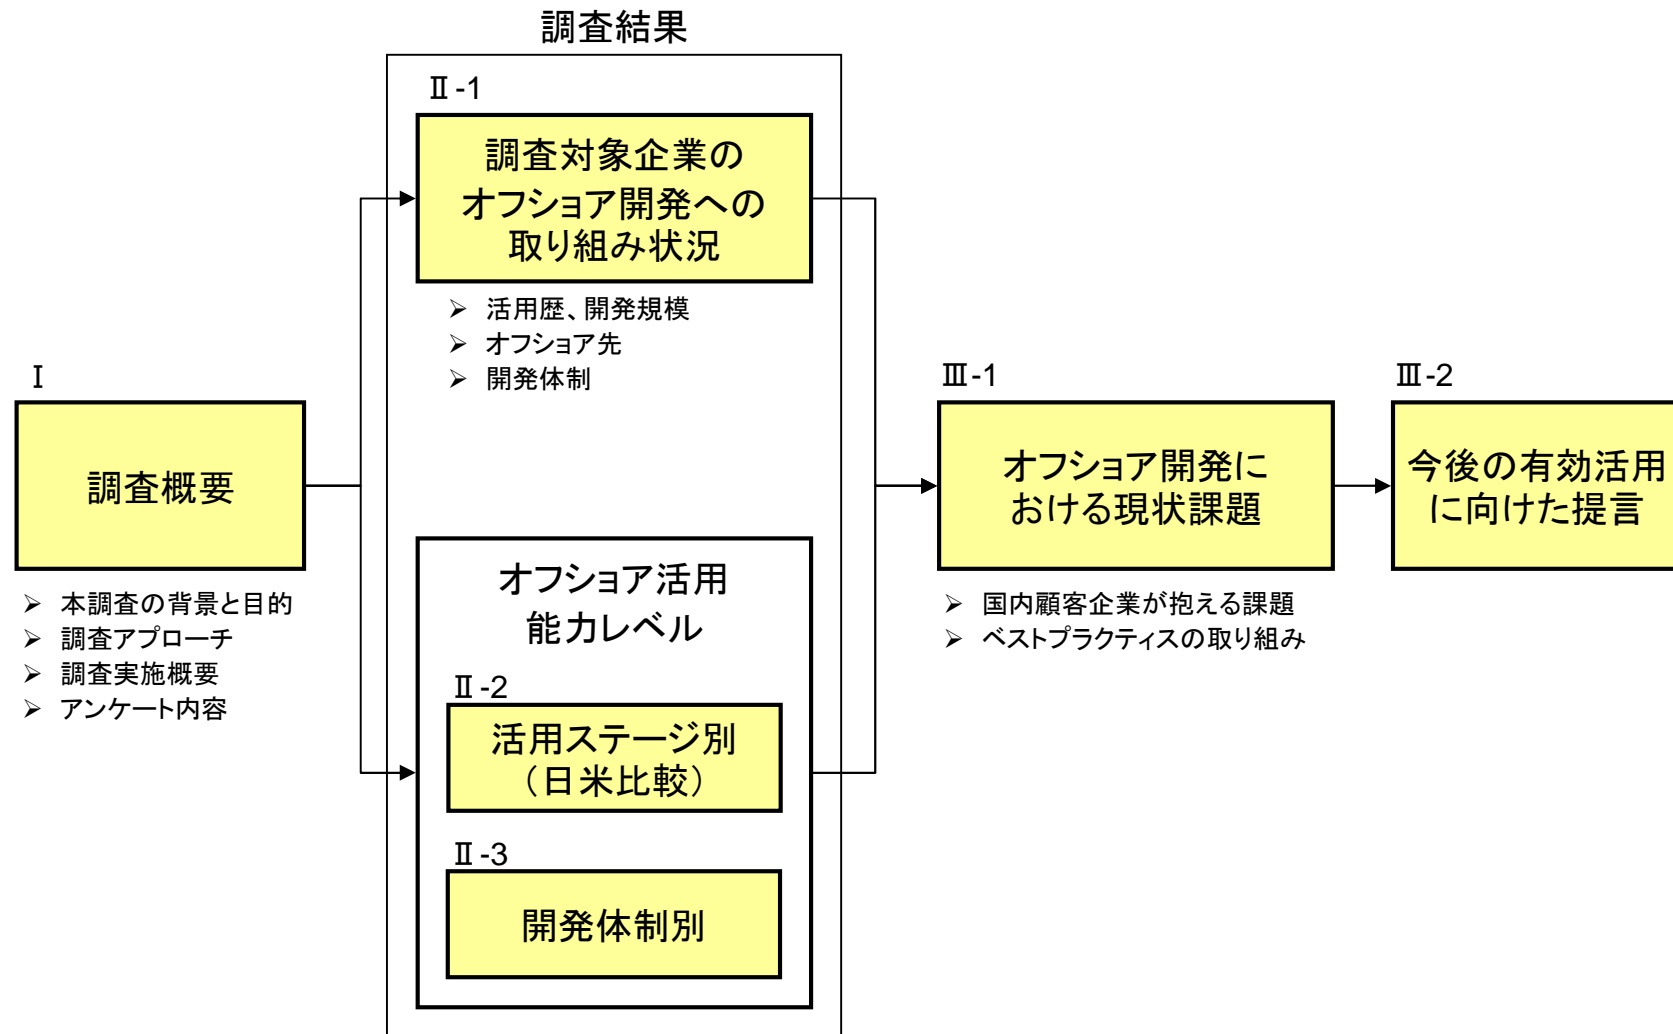 調査結果
Ⅰ
調査概要
➢ 本調査の背景と目的
➢ 調査アプローチ
➢ 調査実施概要
➢ アンケート内容
Ⅱ-1
調査対象企業の
オフショア開発への
取り組み状況
➢ 活用歴、開発規模
➢ オフショア先
➢ 開発体制
オフショア活用
能力レベル
Ⅱ-2
活用ステージ別
（日米比較）
Ⅱ-3
開発体制別
Ⅲ-1
オフショア開発に
おける現状課題
➢ 国内顧客企業が抱える課題
➢ ベストプラクティスの取り組み
Ⅲ-2
今後の有効活用
に向けた提言